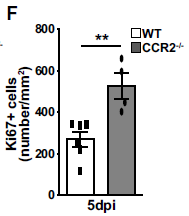 F
WT
CCR2-/-
**
Ki67+ cells
(number/mm²)
800
600
400
200
0
5dpi